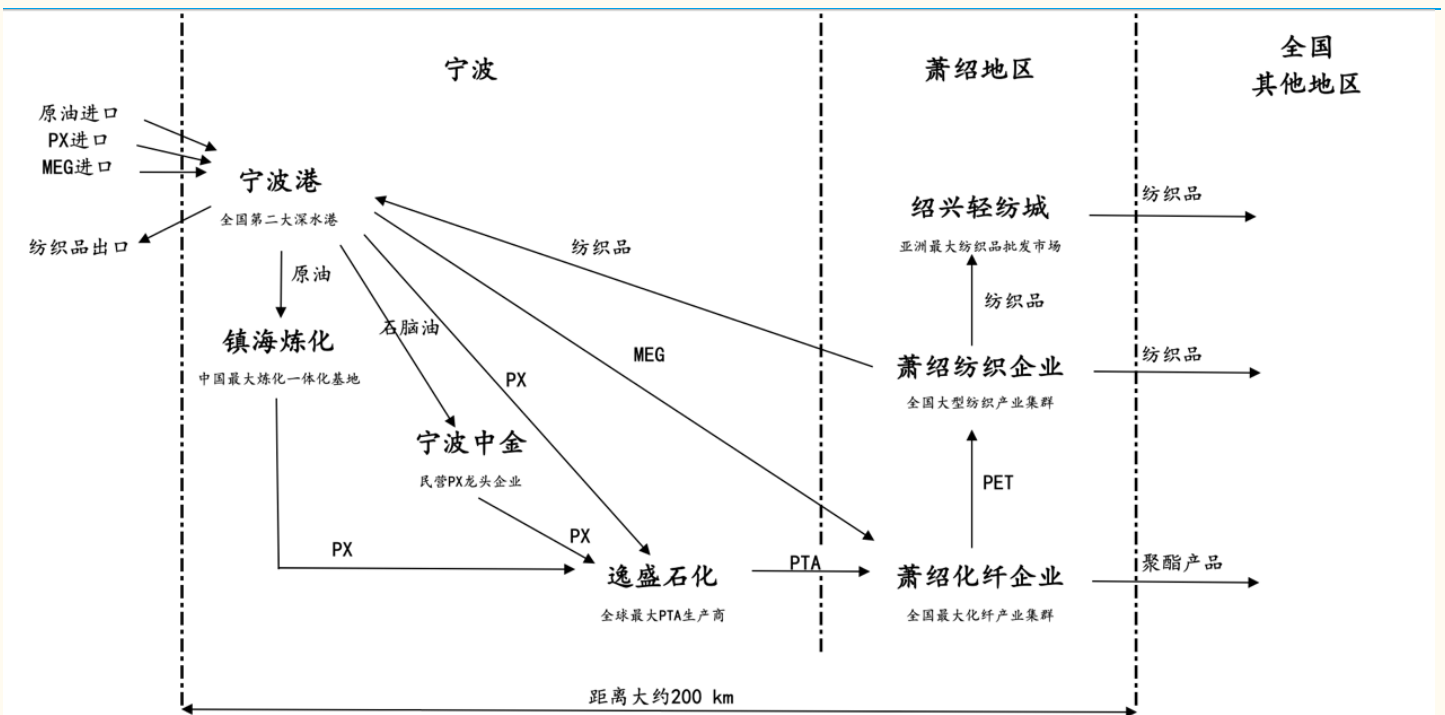 宁波
萧绍地区
全国
其他地区
原油进口
PX进口
MEG进口
宁波港
全国第二大深水港
纺织品出口
原油
石脑油
纺织品
MEG
PX
镇海炼化
中国最大炼化一体化基地
宁波中金
民营PX龙头企业
PX
PX
逸盛石化
全球最大PTA生产商
PTA
绍兴轻纺城
亚洲最大纺织品批发市场
纺织品
纺织品
萧绍纺织企业
全国大型纺织产业集群
纺织品
PET
萧绍化纤企业
全国最大化纤产业集群
聚酯产品
距离大约200 km